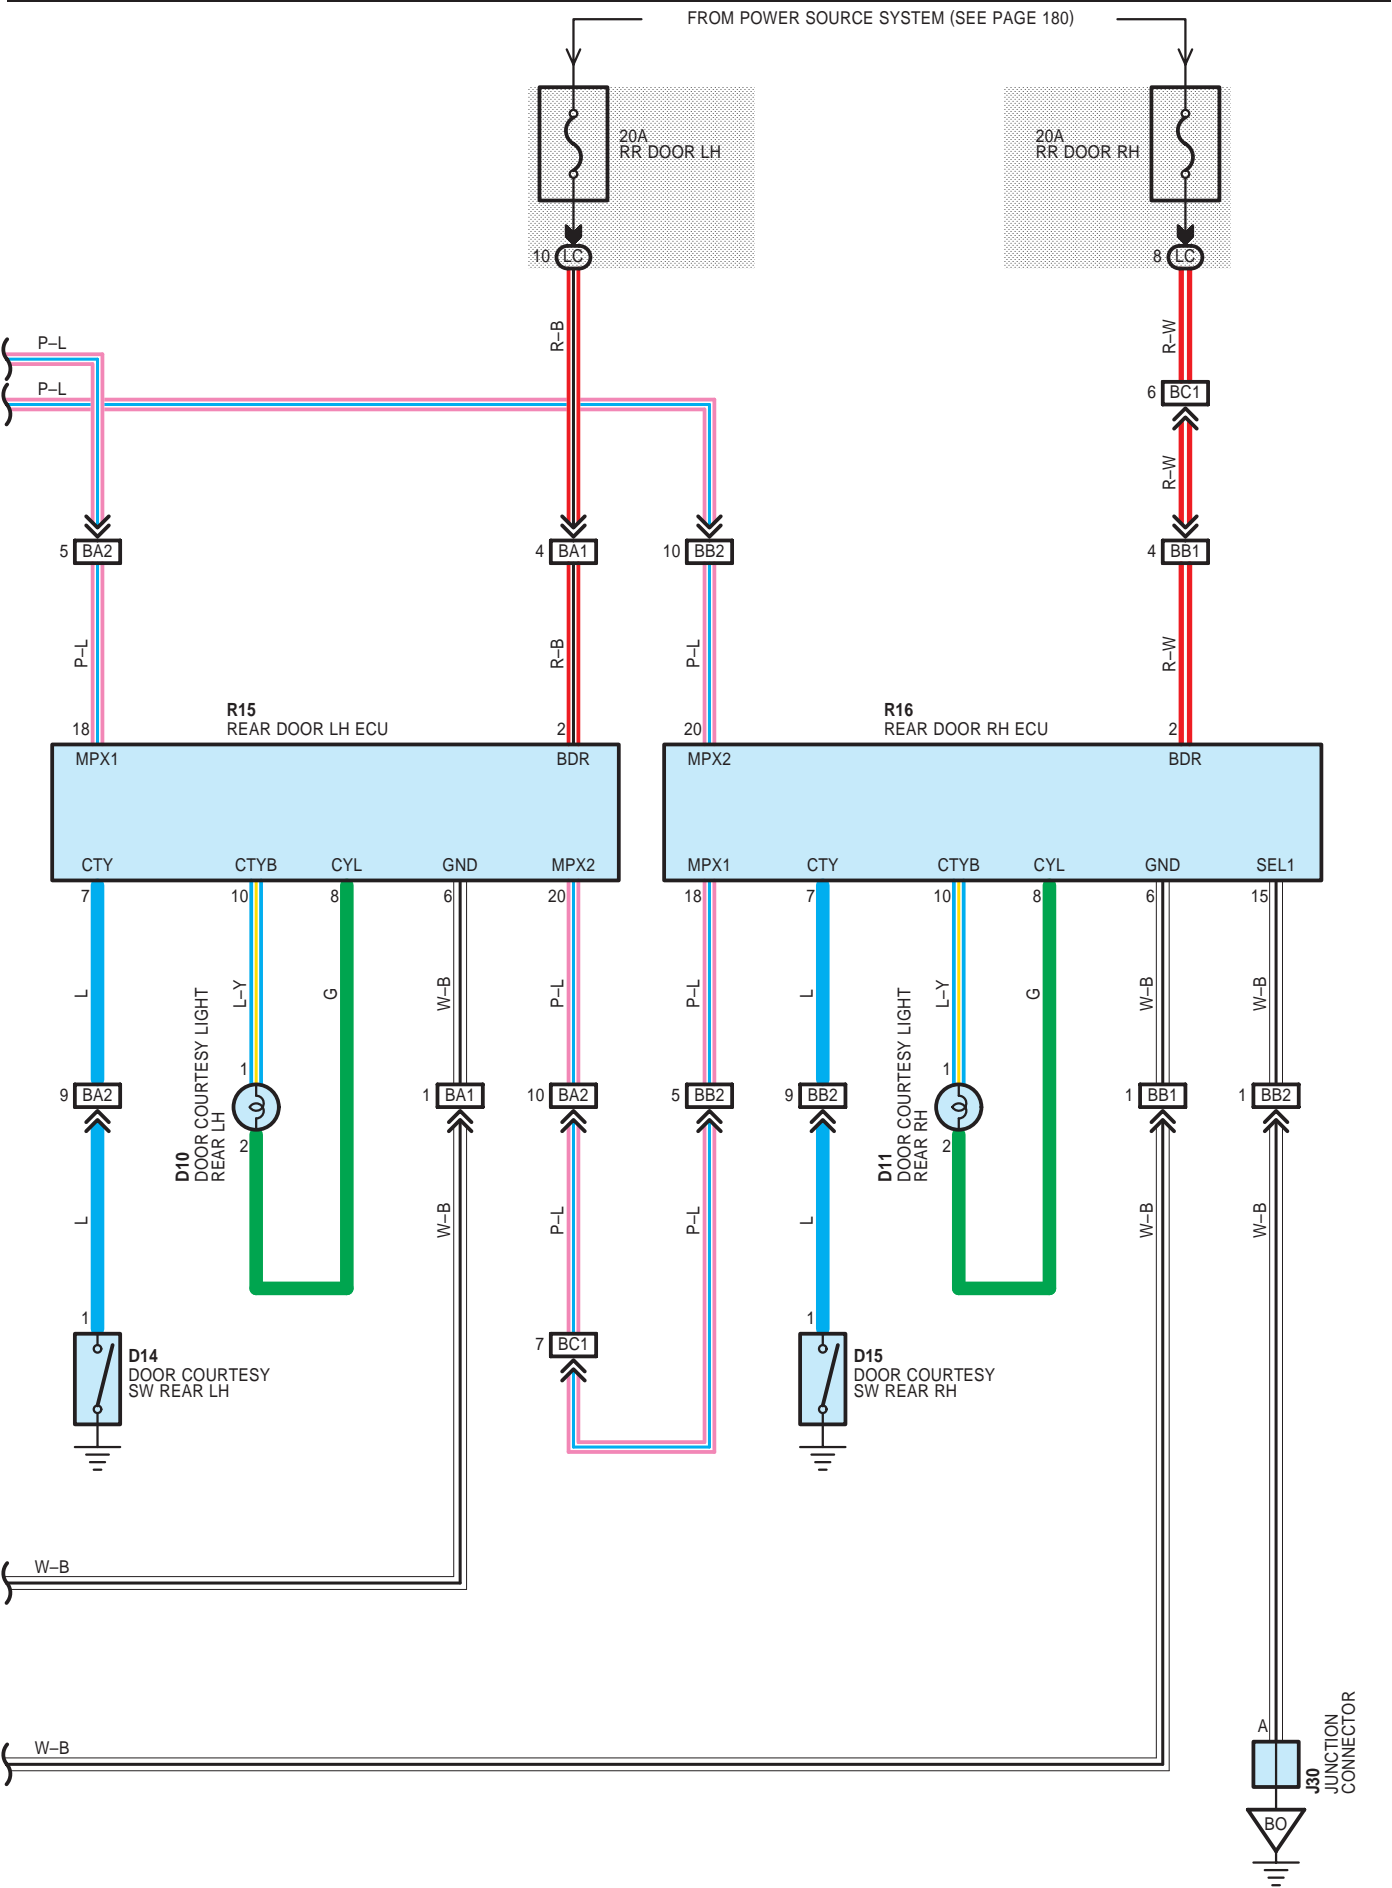 FROM POWER SOURCE SYSTEM (SEE PAGE 180)
20A
RR DOOR LH
20A
RR DOOR RH
10 LC
8 LC
R–B
R–W
P–L
P–L
6 BC1
R–W
5 BA2
4 BA1
10 BB2
4 BB1
P–L
R–B
P–L
R–W
R15
REAR DOOR LH ECU
R16
REAR DOOR RH ECU
18
2
20
2
MPX1
BDR
MPX2
BDR
CTY
CTYB
CYL
GND
MPX2
MPX1
CTY
CTYB
CYL
GND
SEL1
7
10
8
6
20
18
7
10
8
6
15
L
L–Y
G
W–B
P–L
P–L
L
L–Y
G
W–B
W–B
1
1
9 BA2
1 BA1
10 BA2
5 BB2
9 BB2
1 BB1
1 BB2
D10
DOOR COURTESY LIGHT
REAR LH
2
D11
DOOR COURTESY LIGHT
REAR RH
2
L
W–B
P–L
P–L
L
W–B
W–B
1
7 BC1
1
D14
DOOR COURTESY
SW REAR LH
D15
DOOR COURTESY
SW REAR RH
W–B
W–B
A
J30
JUNCTION
CONNECTOR
BO